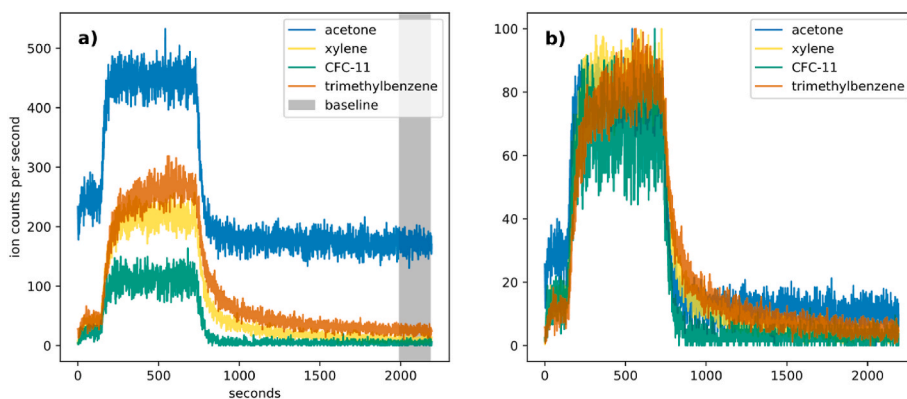 a)
acetone
xylene
CFC-11
trimethylbenzene
baseline
ion counts per second
500
400
300
200
100
0
0 500 1000 1500 2000
seconds
b)
acetone
xylene
CFC-11
trimethylbenzene
100
80
60
40
20
0
0 500 1000 1500 2000